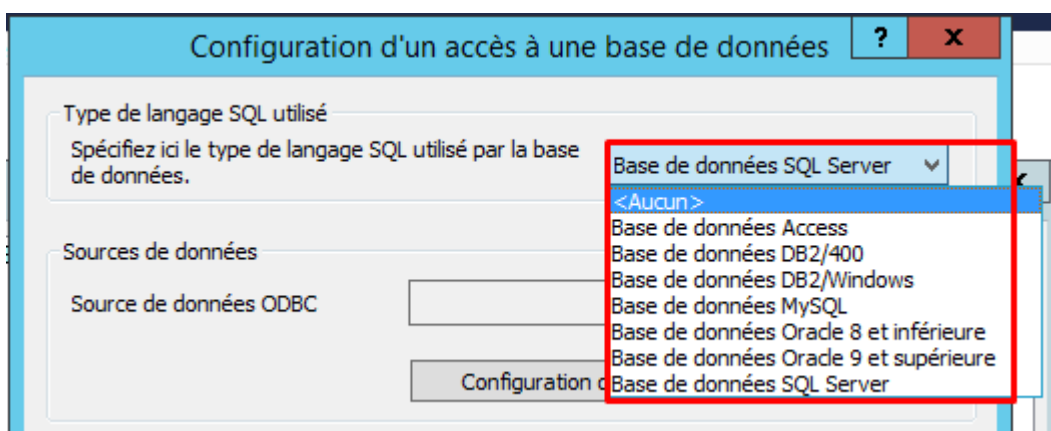 Configuration d'un accès à une base de données
?
x
Type de langage SQL utilisé
Spécifiez ici le type de langage SQL utilisé par la base
de données.
Base de données SQL Server
<Aucun>
Base de données Access
Base de données DB2/400
Base de données DB2/Windows
Base de données MySQL
Base de données Oracle 8 et inférieure
Base de données Oracle 9 et supérieure
Base de données SQL Server
Sources de données
Source de données ODBC
Configuration